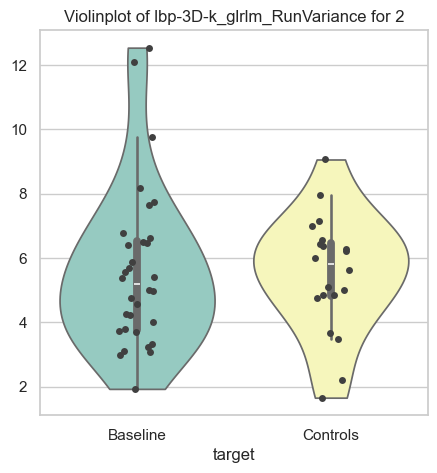 Violinplot of lbp-3D-k_glrlm_RunVariance for 2
12
10
8
6
4
2
Baseline
Controls
target